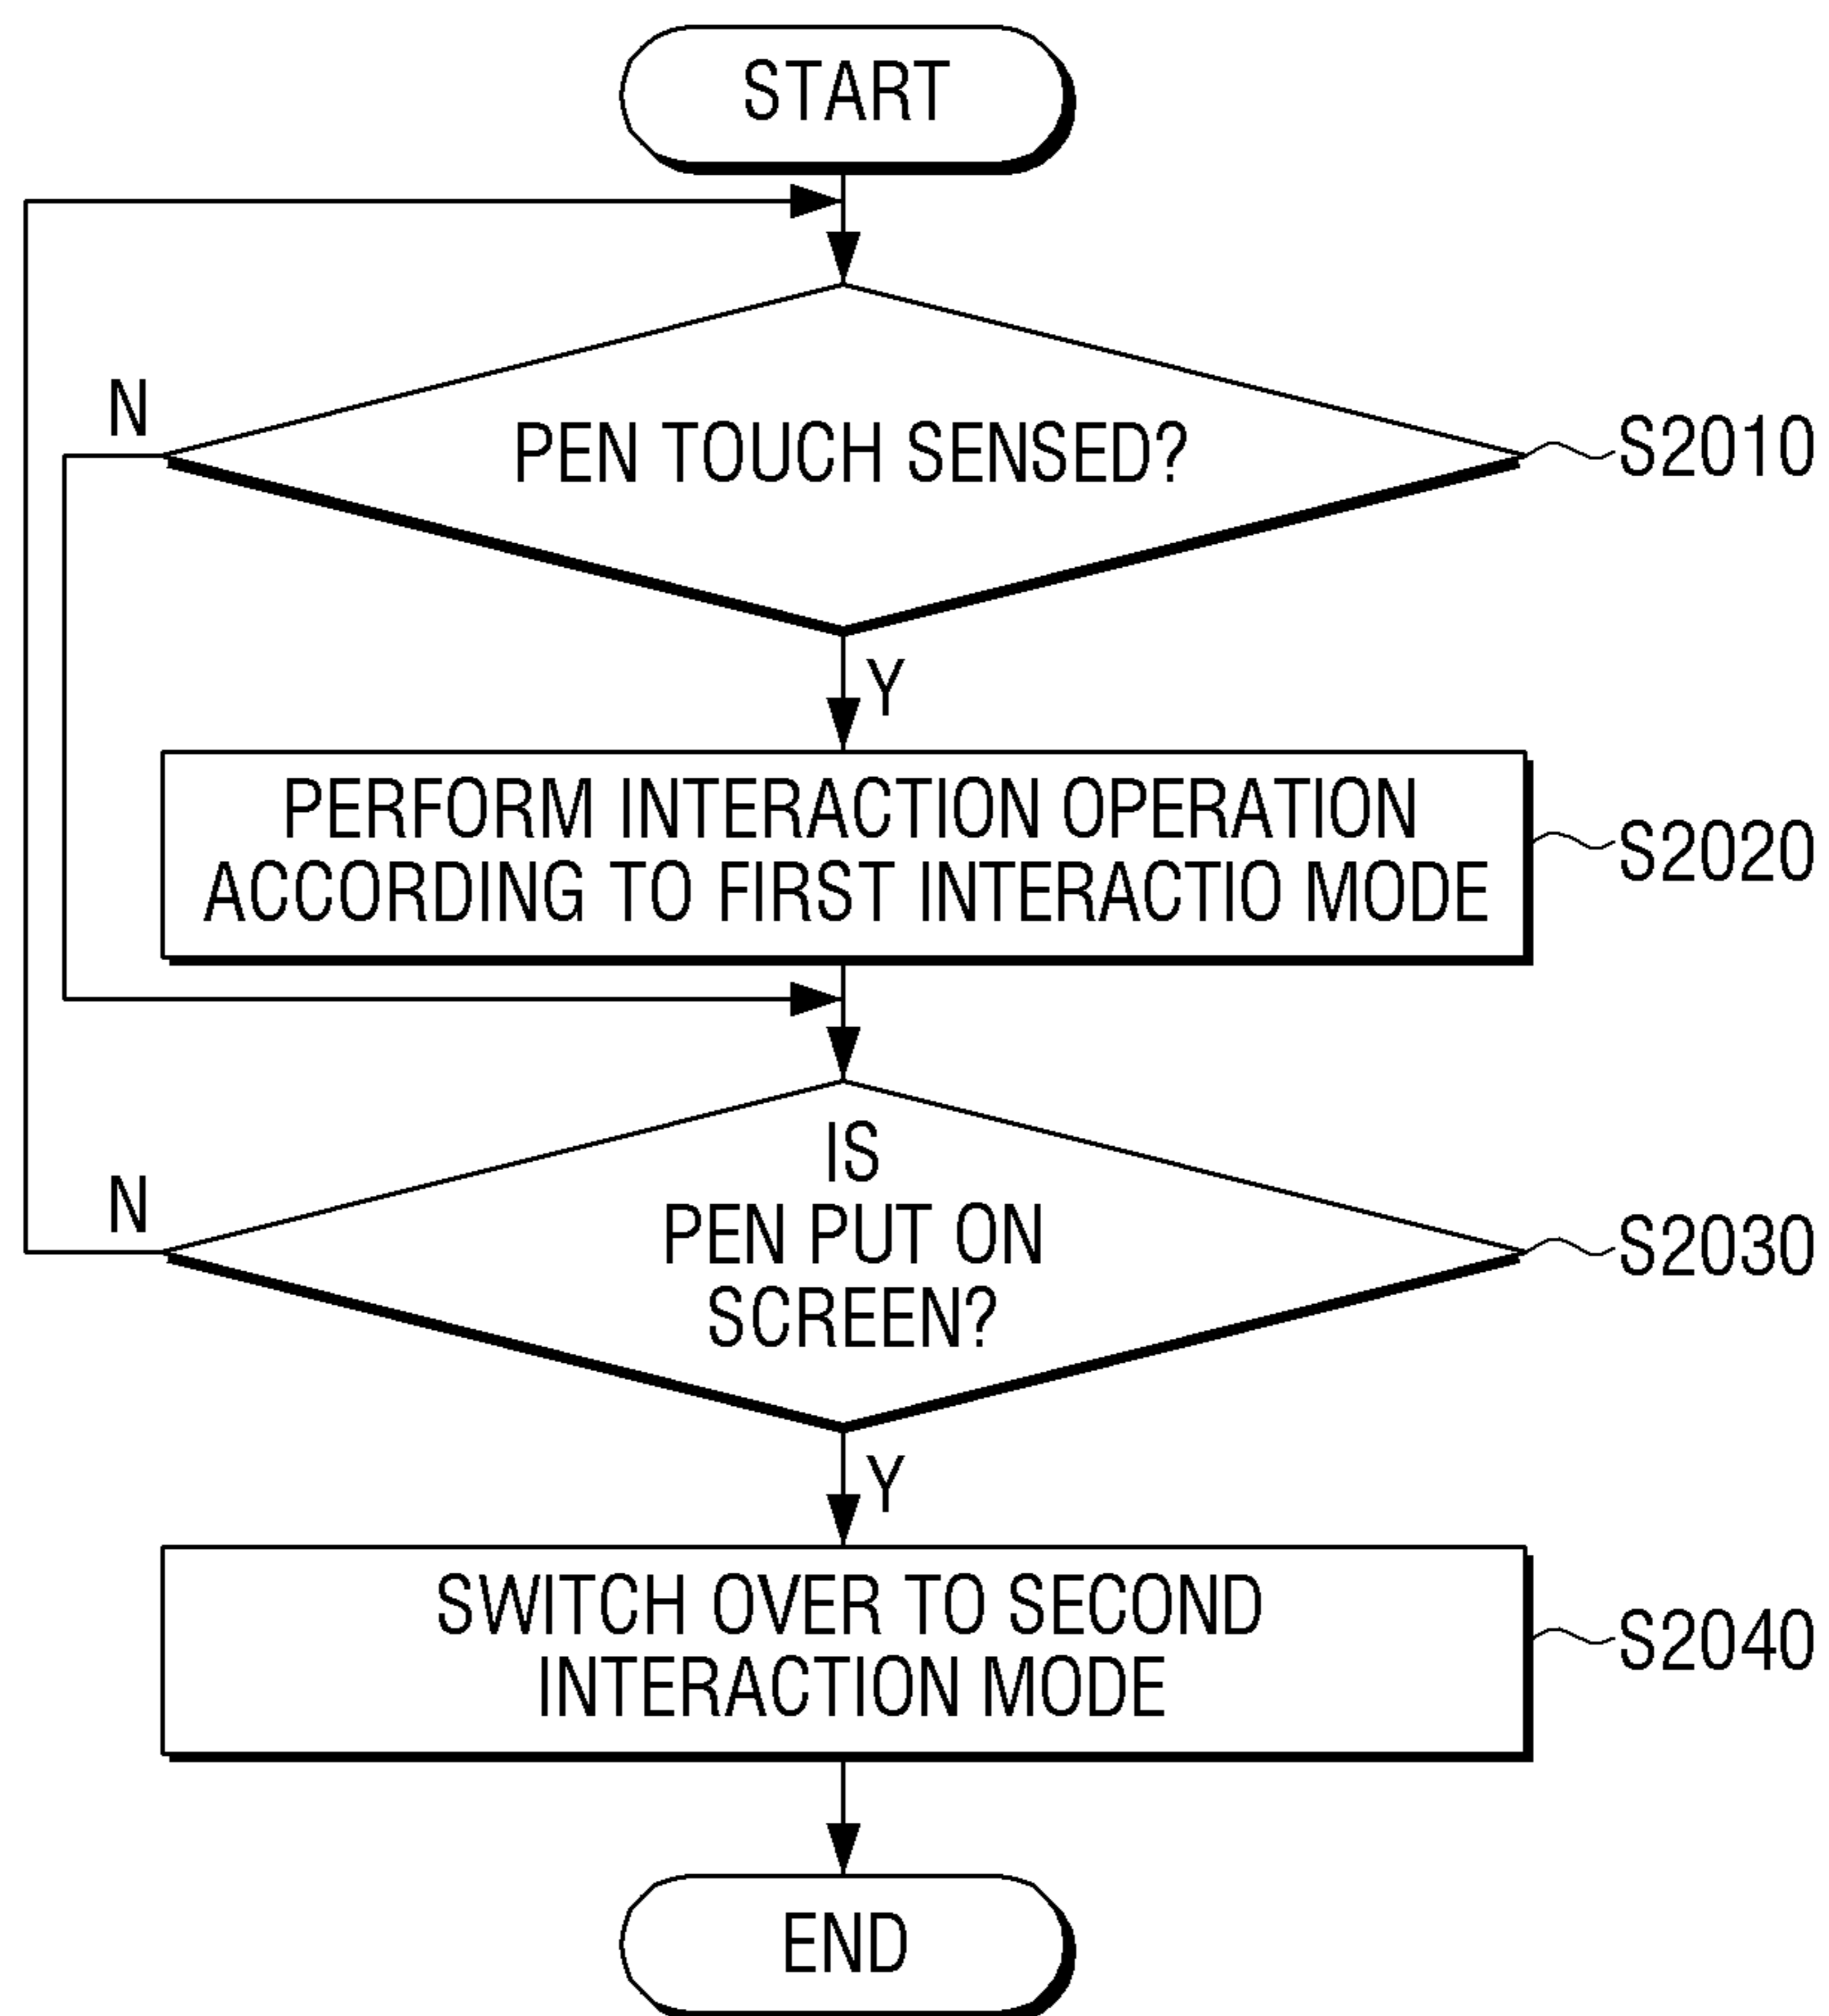 START
N
PEN TOUCH SENSED?
S2010
Y
PERFORM INTERACTION OPERATION
ACCORDING TO FIRST INTERACTIO MODE
S2020
IS
N
PEN PUT ON
S2030
SCREEN?
Y
SWITCH OVER TO SECOND
INTERACTION MODE
S2040
END